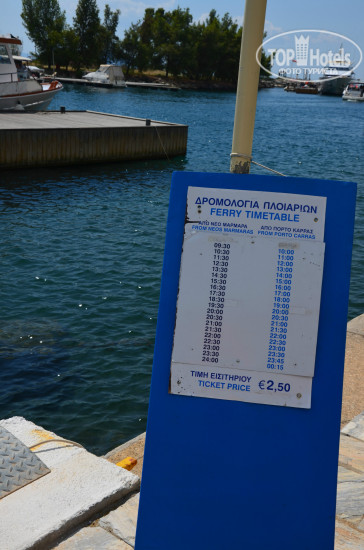 TOP Hotels
ФОТО ТУРИЗМ
ΔΡΟΜΟΛΟΓΙΑ ΠΛΟΙΑΡΙΩΝ
FERRY TIMETABLE
ΑΠΟ ΝΕΟ ΜΑΡΜΑΡΑ ΑΠΟ ΠΟΡΤΟ ΚΑΡΡΑΣ
FROM NEOS MARMARAS FROM PORTO CARRAS
09:30 10:00
10:30 11:00
11:30 12:00
12:30 13:00
13:30 14:00
14:30 15:00
15:30 16:00
16:30 17:00
17:30 18:00
18:30 19:00
19:30 20:00
20:00 20:30
20:30 21:00
21:00 21:30
21:30 22:00
22:00 22:30
22:30 23:00
23:00 23:30
23:30 23:45
24:00 00:15
ΤΙΜΗ ΕΙΣΙΤΗΡΙΟΥ
TICKET PRICE €2,50